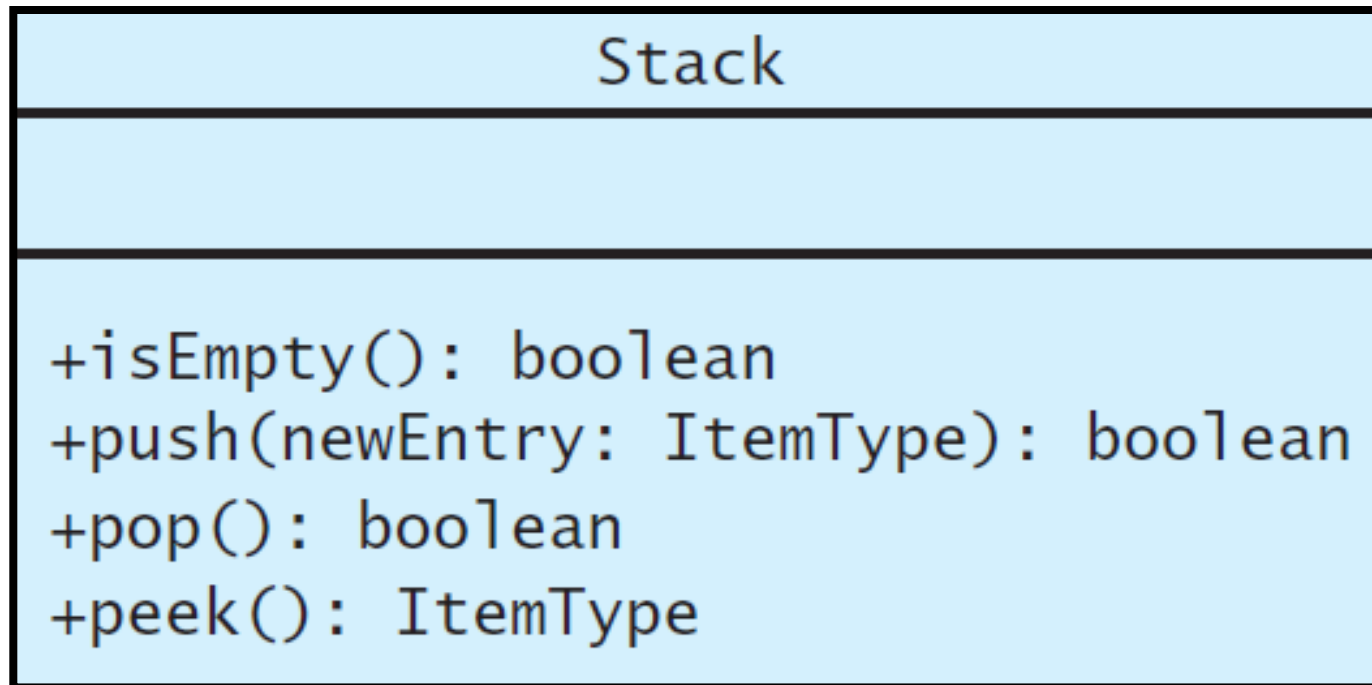 Stack
+isEmpty(): boolean
+push(newEntry: ItemType): boolean
+pop(): boolean
+peek(): ItemType